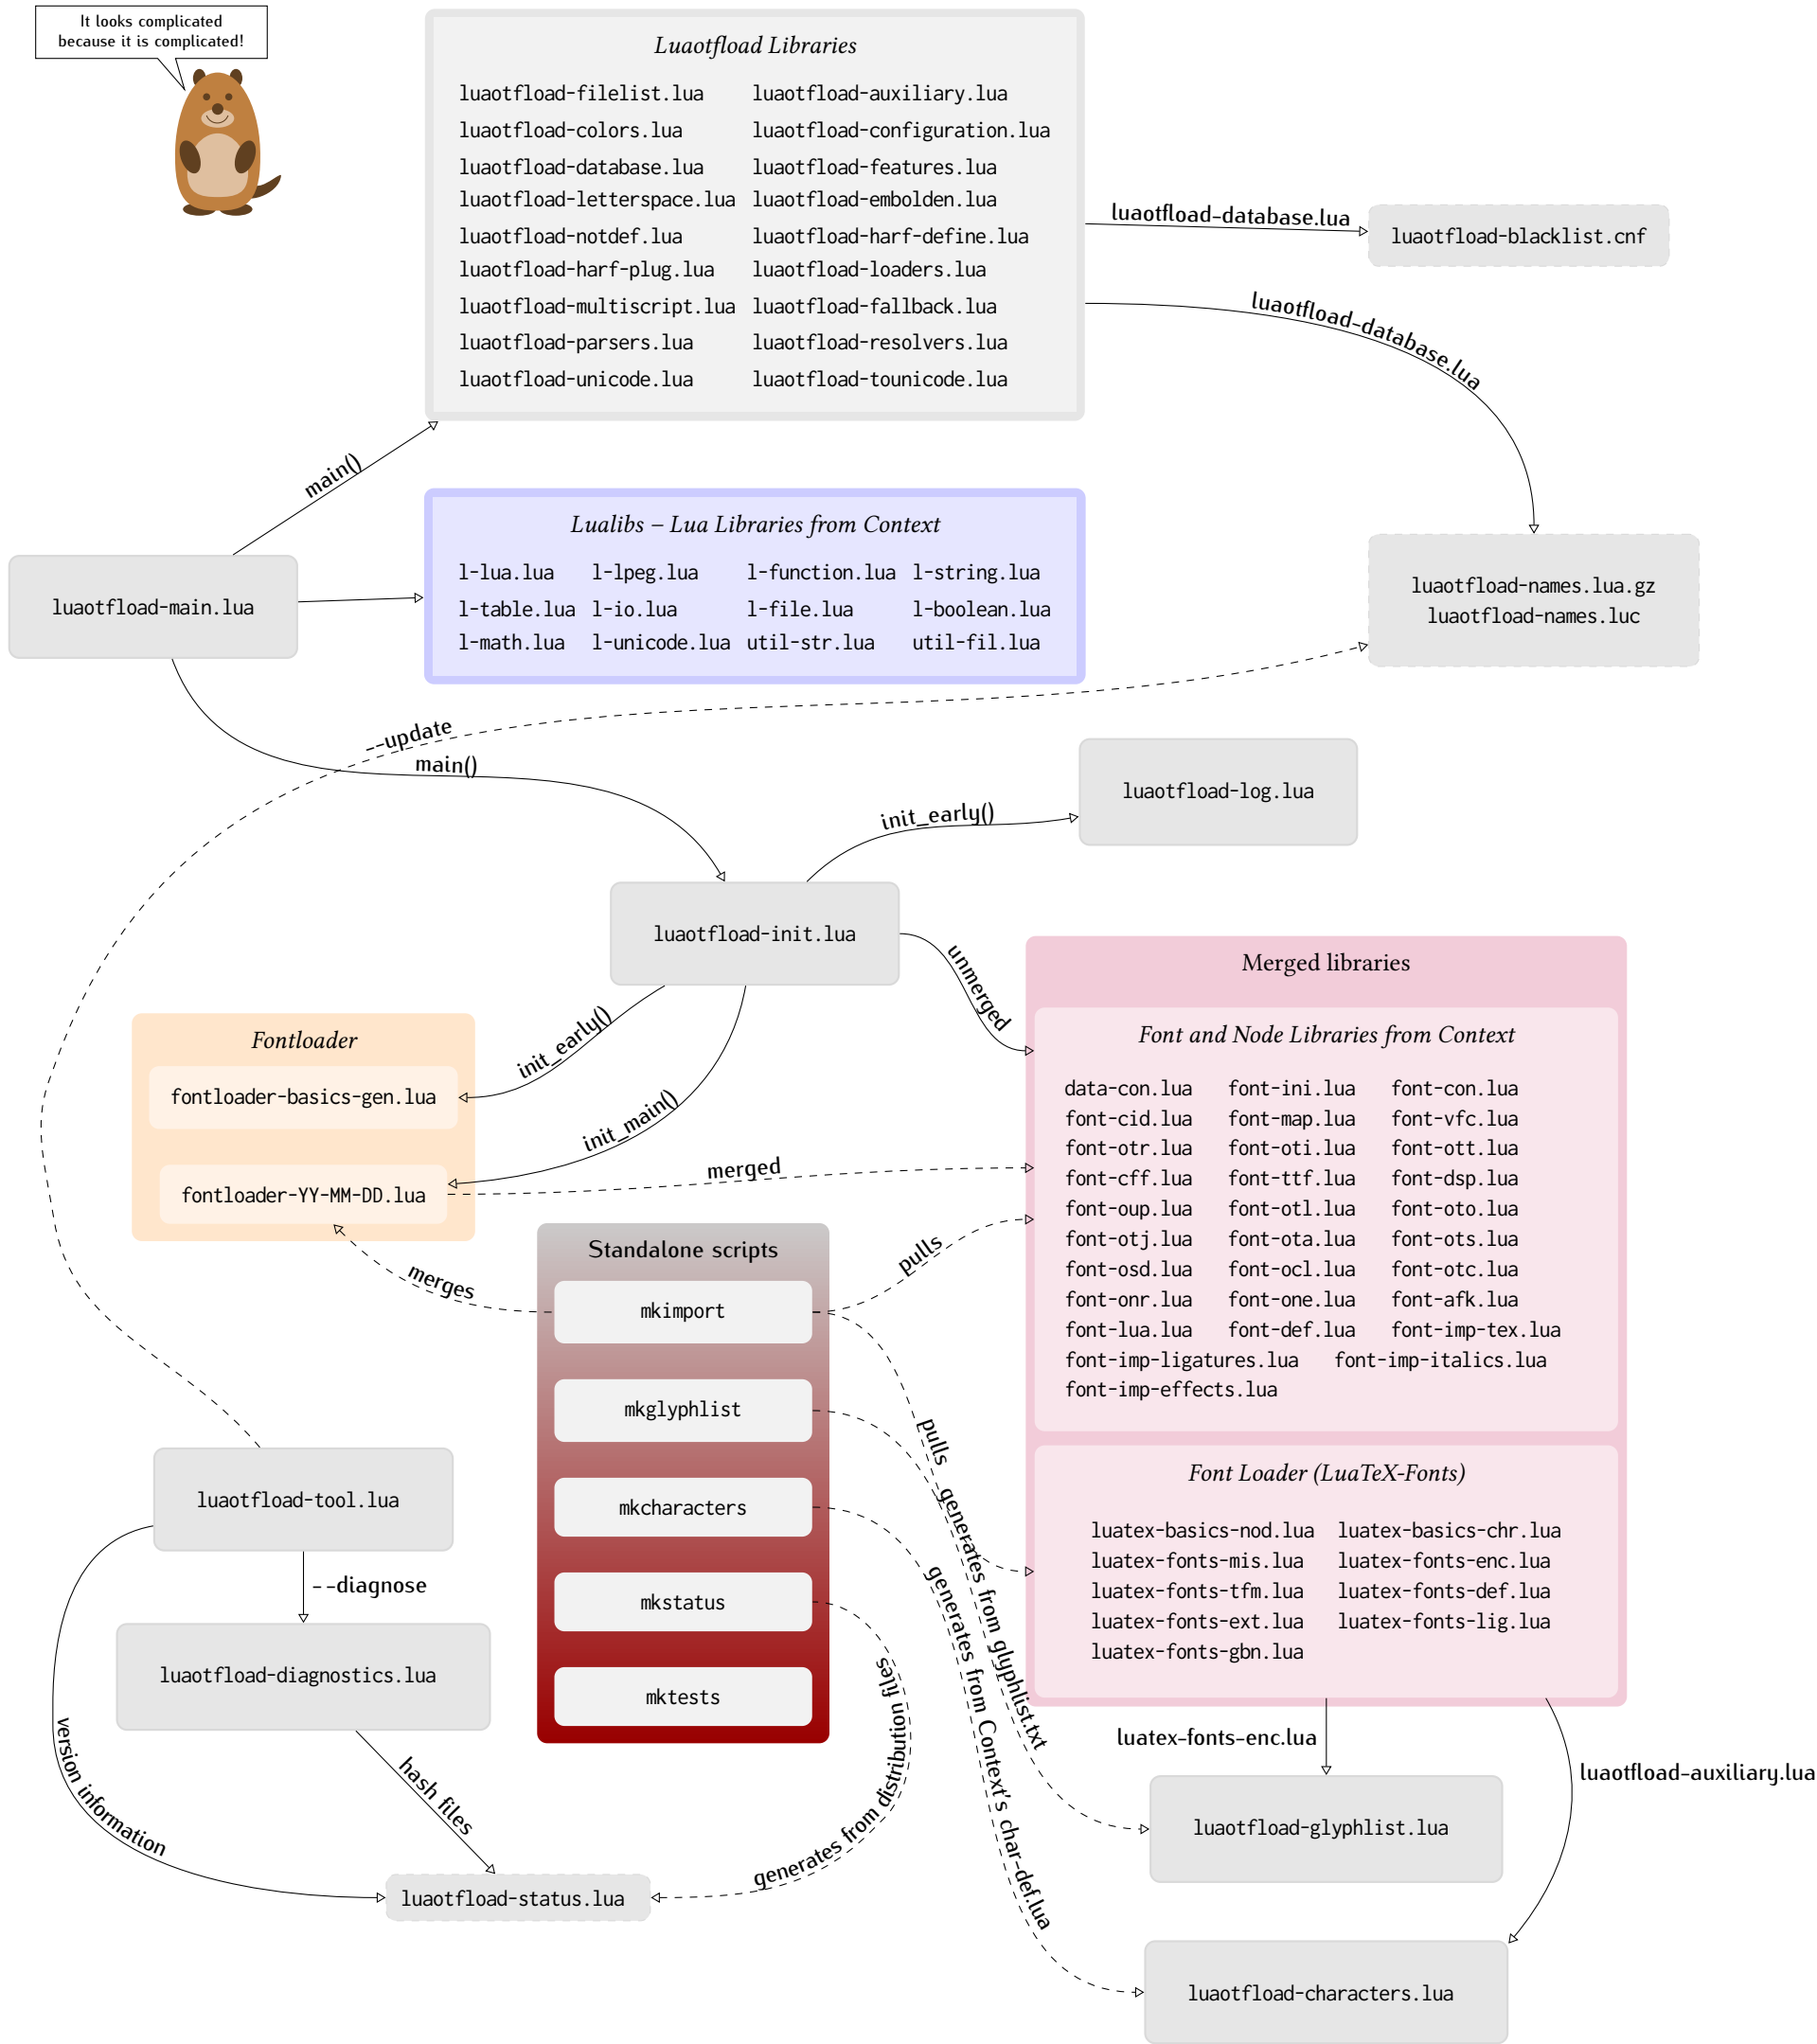 It looks complicated
because it is complicated!
Luaotfload Libraries
luaotfload-filelist.lua luaotfload-auxiliary.lua
luaotfload-colors.lua luaotfload-configuration.lua
luaotfload-database.lua luaotfload-features.lua
luaotfload-letterspace.lua luaotfload-embolden.lua
luaotfload-notdef.lua luaotfload-harf-define.lua
luaotfload-harf-plug.lua luaotfload-loaders.lua
luaotfload-multiscript.lua luaotfload-fallback.lua
luaotfload-parsers.lua luaotfload-resolvers.lua
luaotfload-unicode.lua luaotfload-tounicode.lua
luaotfload-database.lua
luaotfload-blacklist.cnf
luaotfload-database.lua
main()
Lualibs – Lua Libraries from Context
l-lua.lua l-lpeg.lua l-function.lua l-string.lua
l-table.lua l-io.lua l-file.lua l-boolean.lua
l-math.lua l-unicode.lua util-str.lua util-fil.lua
luaotfload-main.lua
luaotfload-names.lua.gz
luaotfload-names.luc
--update
main()
luaotfload-log.lua
init_early()
luaotfload-init.lua
unmerged
Merged libraries
Font and Node Libraries from Context
data-con.lua font-ini.lua font-con.lua
font-cid.lua font-map.lua font-vfc.lua
font-otr.lua font-oti.lua font-ott.lua
font-cff.lua font-ttf.lua font-dsp.lua
font-oup.lua font-otl.lua font-oto.lua
font-otj.lua font-ota.lua font-ots.lua
font-osd.lua font-ocl.lua font-otc.lua
font-onr.lua font-one.lua font-afk.lua
font-lua.lua font-def.lua font-imp-tex.lua
font-imp-ligatures.lua font-imp-italics.lua
font-imp-effects.lua
Fontloader
fontloader-basics-gen.lua
fontloader-YY-MM-DD.lua
init_early()
init_main()
merged
merges
pulls
Standalone scripts
mkimport
mkglyphlist
mkcharacters
mkstatus
mktests
pulls
generates from glyphlist.txt
generates from Context's char-def.lua
generates from distribution files
Font Loader (LuaTeX-Fonts)
luatex-basics-nod.lua luatex-basics-chr.lua
luatex-fonts-mis.lua luatex-fonts-enc.lua
luatex-fonts-tfm.lua luatex-fonts-def.lua
luatex-fonts-ext.lua luatex-fonts-lig.lua
luatex-fonts-gbn.lua
luaotfload-tool.lua
--diagnose
luaotfload-diagnostics.lua
version information
hash files
luaotfload-status.lua
luatex-fonts-enc.lua
luaotfload-auxiliary.lua
luaotfload-glyphlist.lua
luaotfload-characters.lua